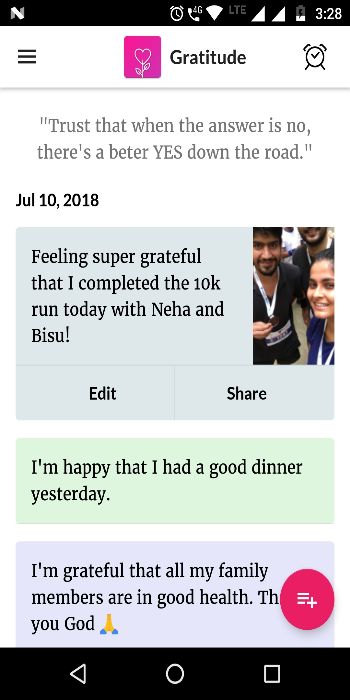 4G LTE 3:28
Gratitude
"Trust that when the answer is no,
there's a beter YES down the road."
Jul 10, 2018
Feeling super grateful
that I completed the 10k
run today with Neha and
Bisu!
Edit Share
I'm happy that I had a good dinner
yesterday.
I'm grateful that all my family
members are in good health. Th
you God 🙏